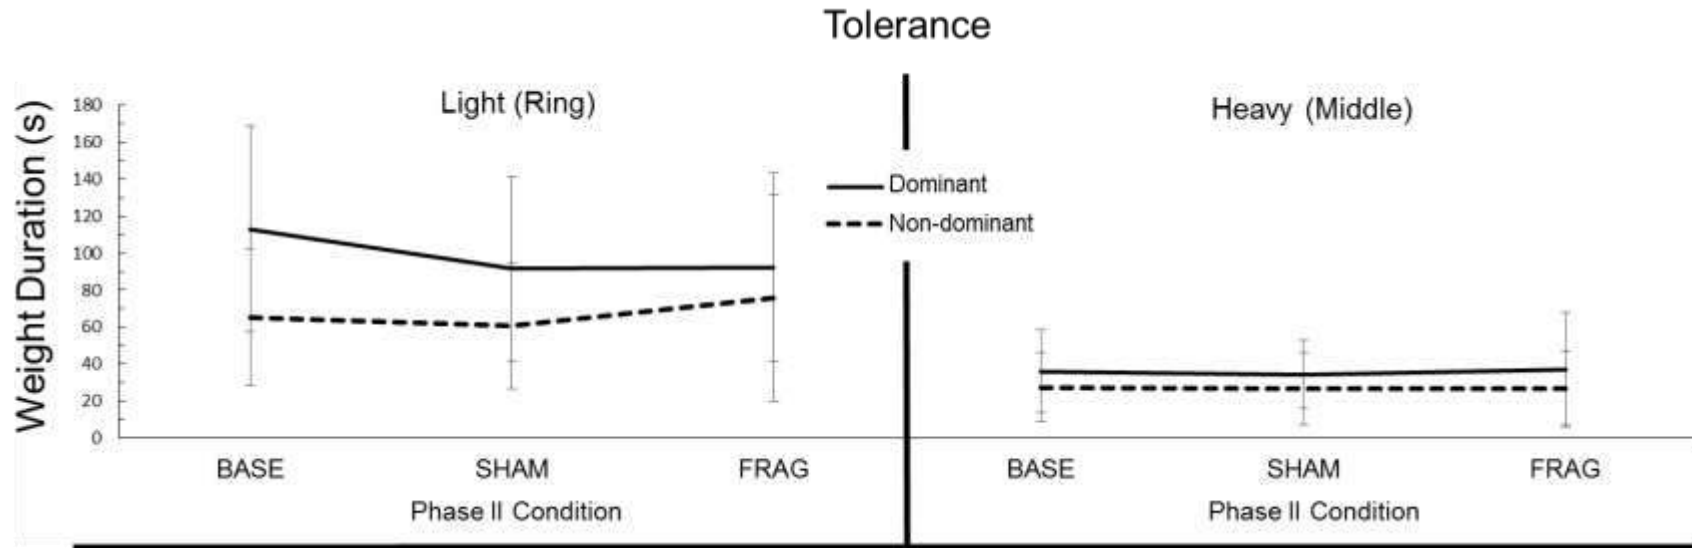 Tolerance
Weight Duration (s)
Light (Ring)
180
160
140
120
100
80
60
40
20
0
BASE SHAM FRAG
Phase II Condition
Dominant
Non-dominant
Heavy (Middle)
BASE SHAM FRAG
Phase II Condition